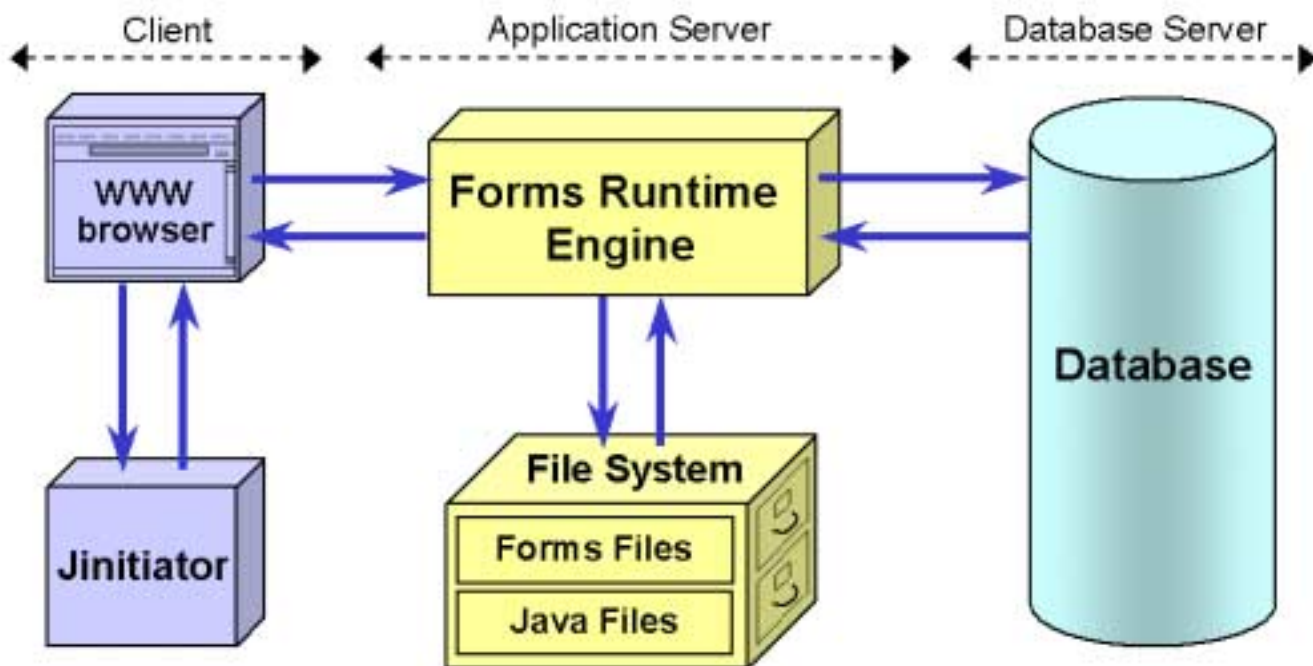 Client
Application Server
Database Server
WWW
browser
Forms Runtime
Engine
Database
Jinitiator
File System
Forms Files
Java Files